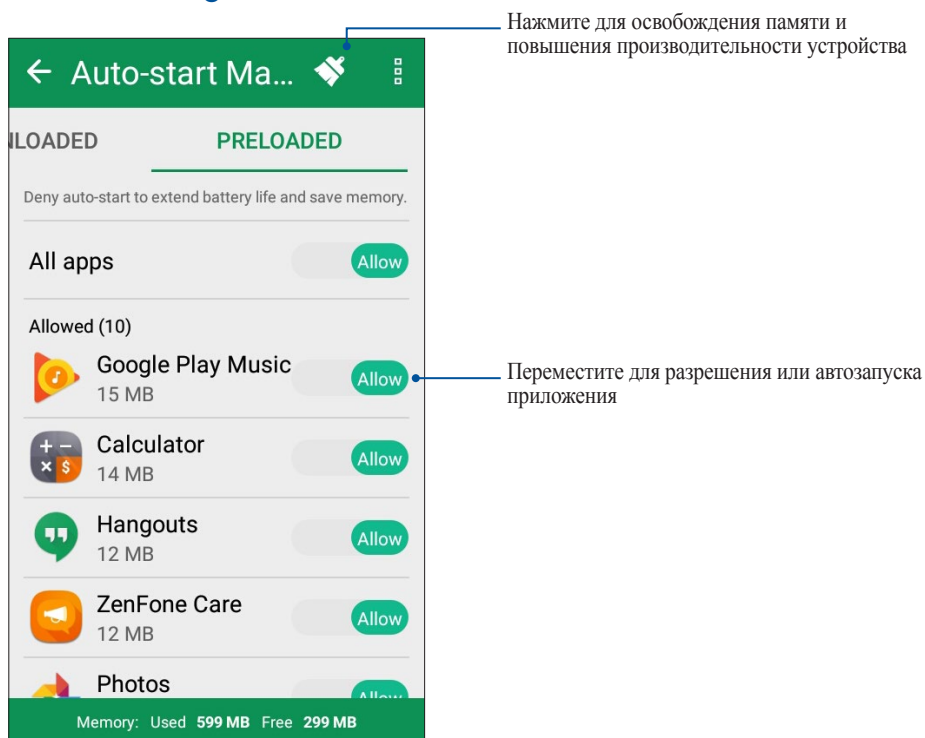 Нажмите для освобождения памяти и
повышения производительности устройства
Auto-start Ma...
NLOADED
PRELOADED
Deny auto-start to extend battery life and save memory.
All apps
Allow
Allowed (10)
Google Play Music
Allow
15 MB
Переместите для разрешения или автозапуска
приложения
Calculator
Allow
14 MB
Hangouts
Allow
12 MB
ZenFone Care
Allow
12 MB
Photos
Allow
Memory: Used 599 MB Free 299 MB